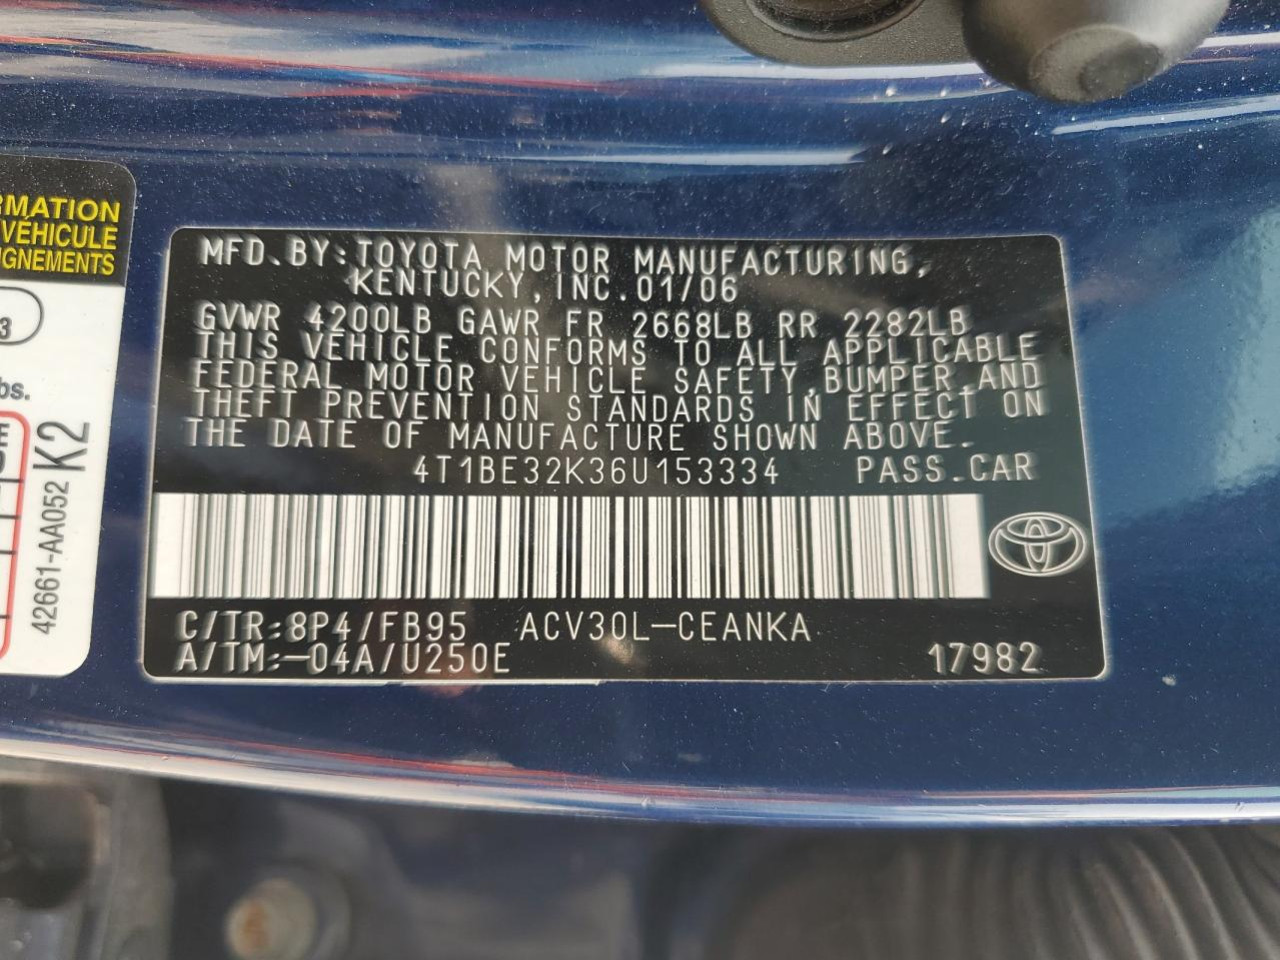 RMATION
VÉHICULE
IGNEMENTS
3
bs.
42661-AA052 K2
MFD. BY: TOYOTA MOTOR MANUFACTURING,
KENTUCKY, INC. 01/06
GVWR 4200LB GAWR FR 2668LB RR 2282LB
THIS VEHICLE CONFORMS TO ALL APPLICABLE
FEDERAL MOTOR VEHICLE SAFETY, BUMPER, AND
THEFT PREVENTION STANDARDS IN EFFECT ON
THE DATE OF MANUFACTURE SHOWN ABOVE.
4T1BE32K36U153334 PASS. CAR
C/TR: 8P4/FB95 ACV30L-CEANKA
A/TM: -04A/U250E 17982